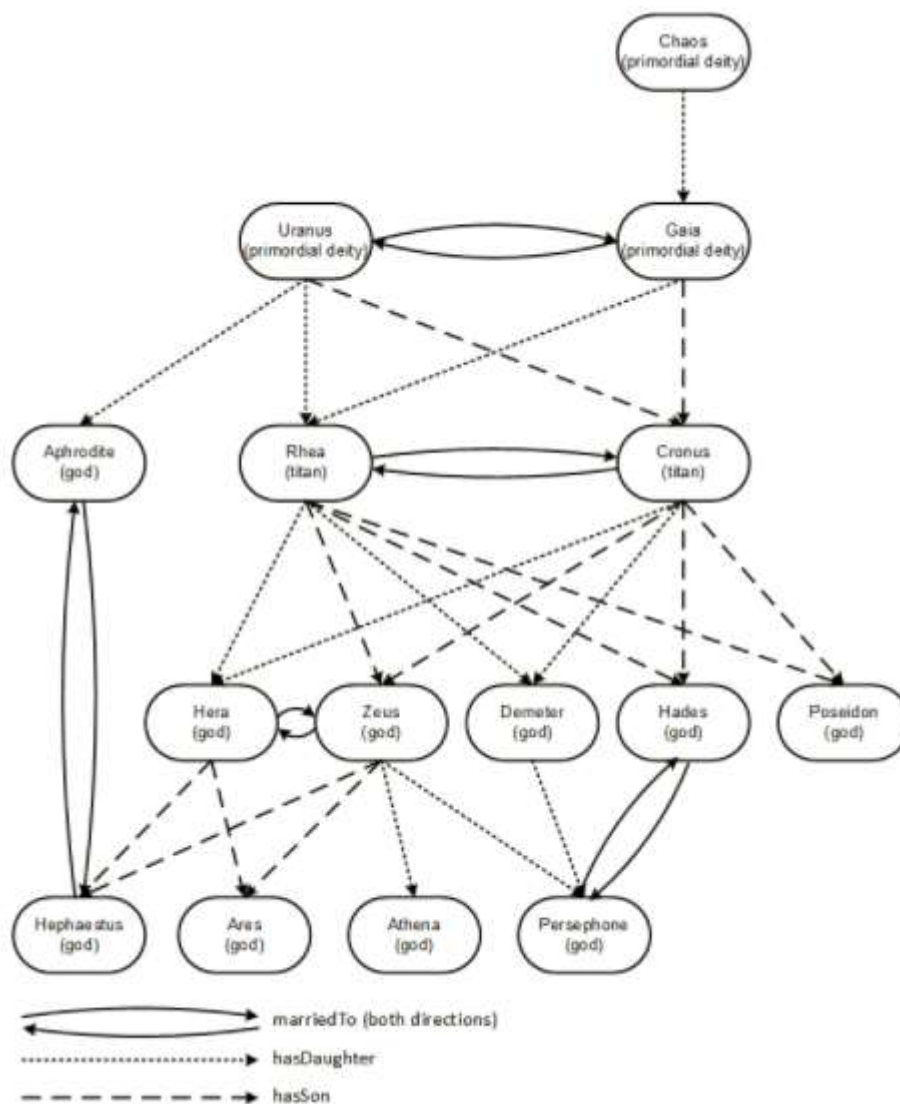 Chaos
(primordial deity)
Uranus
(primordial deity)
Gaia
(primordial deity)
Aphrodite
(god)
Rhea
(titan)
Cronus
(titan)
Hera
(god)
Zeus
(god)
Demeter
(god)
Hades
(god)
Poseidon
(god)
Hephaestus
(god)
Ares
(god)
Athena
(god)
Persephone
(god)
marriedTo (both directions)
hasDaughter
hasSon